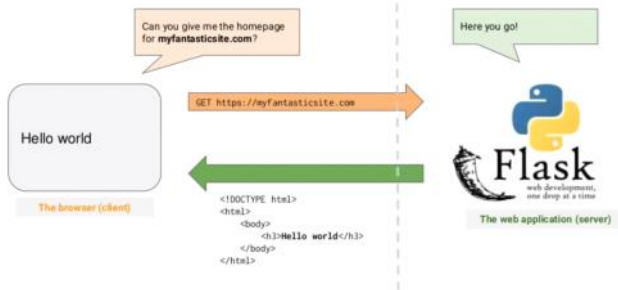 Can you give me the homepage
for myfantasticsite.com?
Here you go!
GET https://myfantasticsite.com
Hello world
Flask
web development,
one drop at a time
The browser (client)
The web application (server)
<!DOCTYPE html>
<html>
<body>
<h3>Hello world</h3>
</body>
</html>